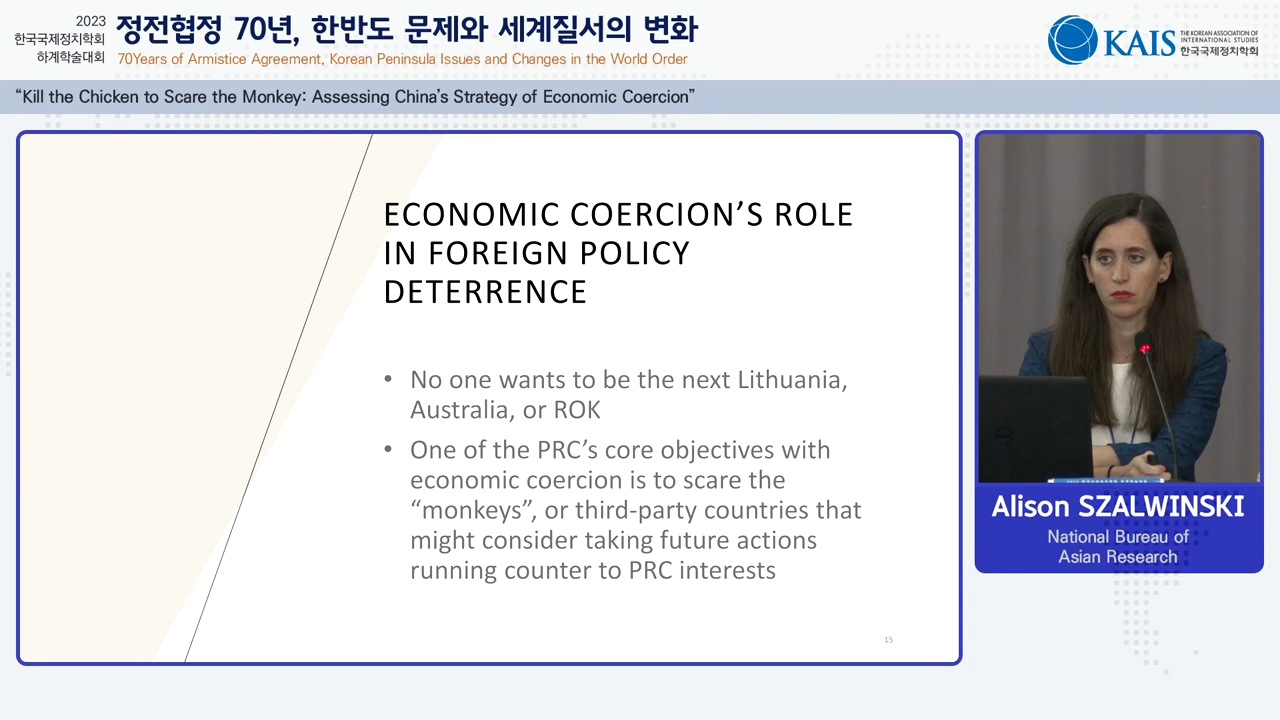 2023
한국국제정치학회
하계학술대회
정전협정 70년, 한반도 문제와 세계질서의 변화
70Years of Armistice Agreement, Korean Peninsula Issues and Changes in the World Order
KAIS
THE KOREAN ASSOCIATION OF
INTERNATIONAL STUDIES
한국국제정치학회
“Kill the Chicken to Scare the Monkey: Assessing China’s Strategy of Economic Coercion”
ECONOMIC COERCION’S ROLE
IN FOREIGN POLICY
DETERRENCE
• No one wants to be the next Lithuania,
Australia, or ROK
• One of the PRC’s core objectives with
economic coercion is to scare the
“monkeys”, or third-party countries that
might consider taking future actions
running counter to PRC interests
15
Alison SZALWINSKI
National Bureau of
Asian Research